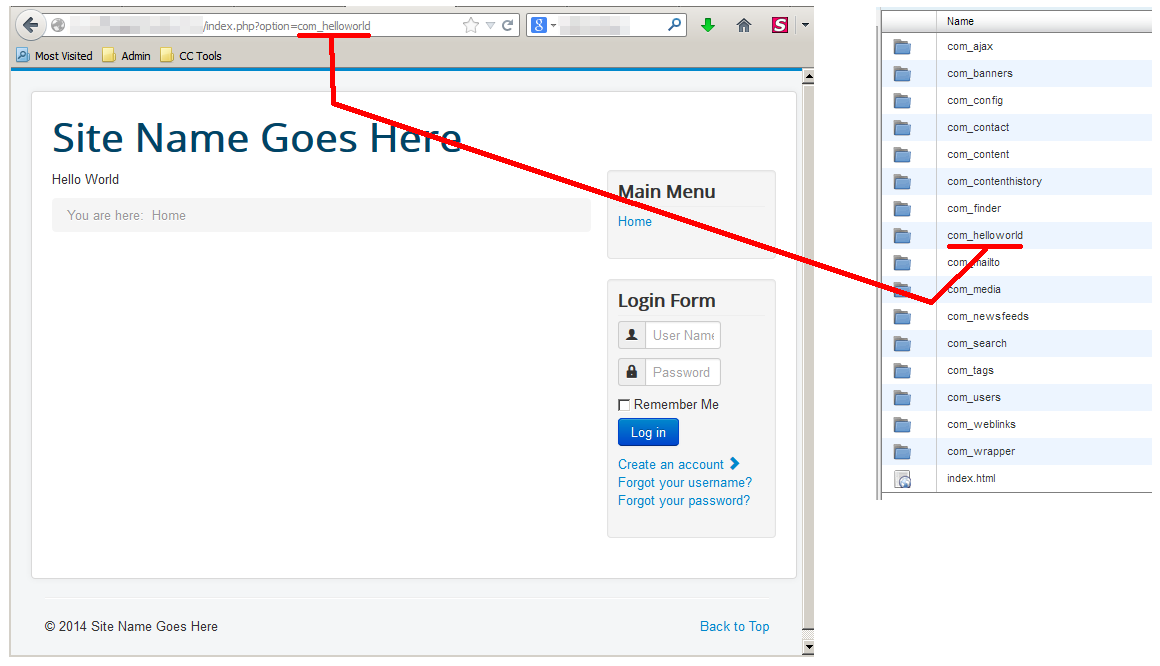 /index.php?option=com_helloworld
Most Visited Admin CC Tools
Site Name Goes Here
Hello World
You are here: Home
Main Menu
Home
Login Form
User Name
Password
Remember Me
Log in
Create an account
Forgot your username?
Forgot your password?
© 2014 Site Name Goes Here
Back to Top
Name
com_ajax
com_banners
com_config
com_contact
com_content
com_contenthistory
com_finder
com_helloworld
com_mailto
com_media
com_newsfeeds
com_search
com_tags
com_users
com_weblinks
com_wrapper
index.html